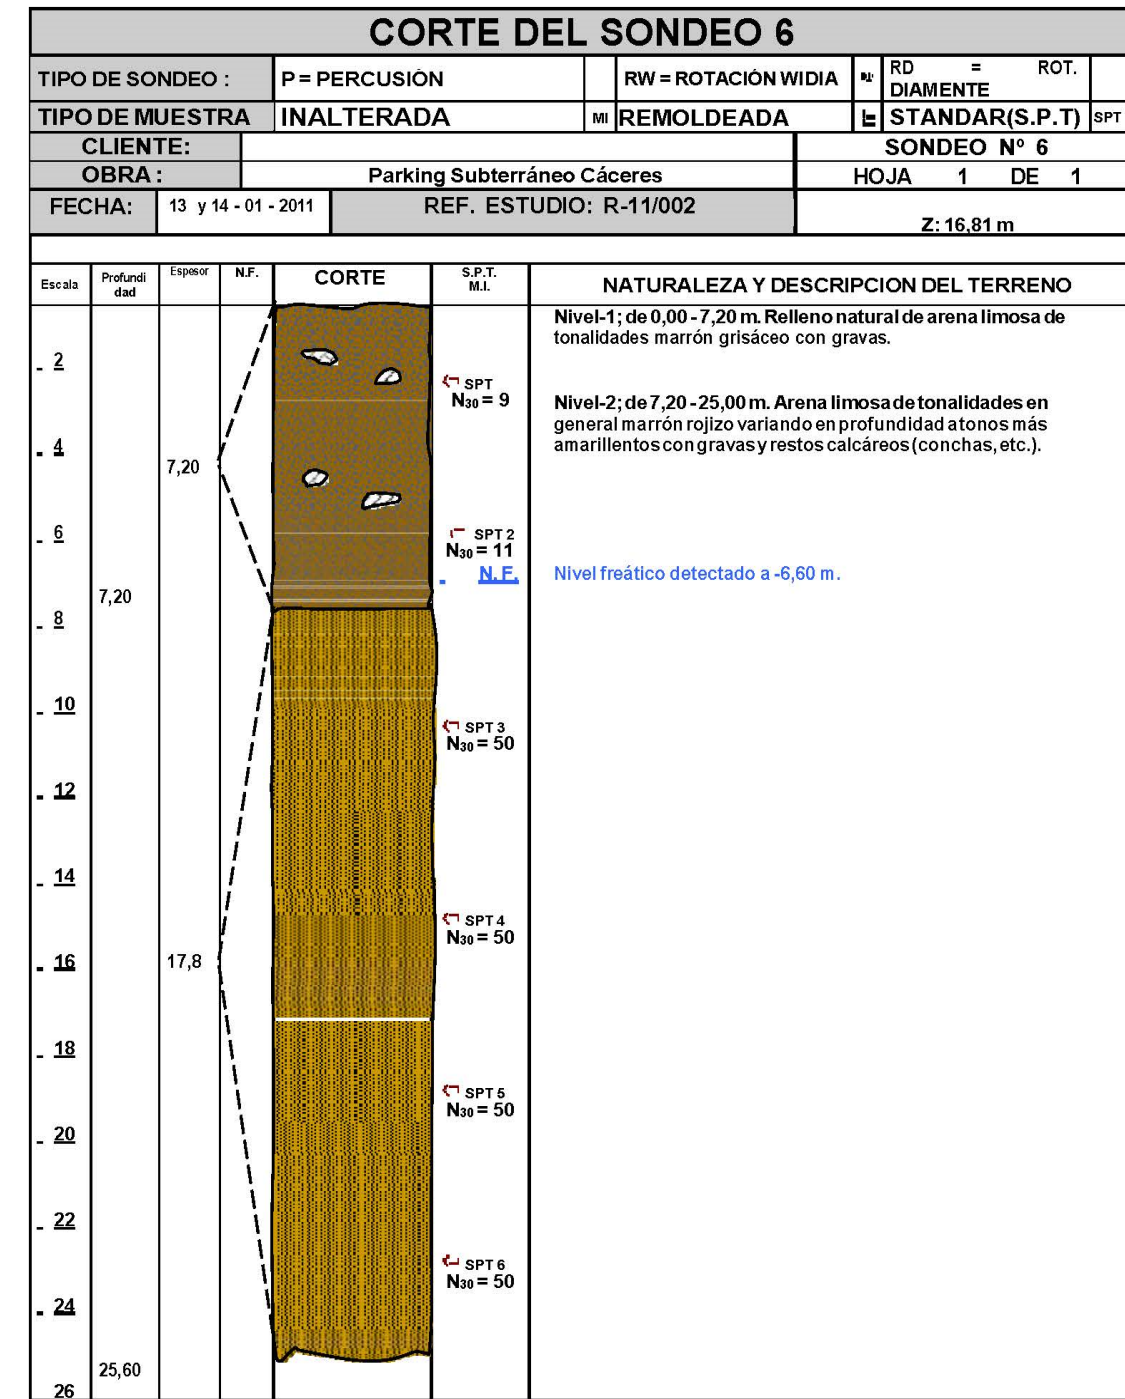 CORTE DEL SONDEO 6
TIPO DE SONDEO : P = PERCUSIÓN RW = ROTACIÓN WIDIA RD = ROT. DIAMENTE
TIPO DE MUESTRA INALTERADA MI REMOLDEADA STANDAR(S.P.T) SPT
CLIENTE: SONDEO Nº 6
OBRA : Parking Subterráneo Cáceres HOJA 1 DE 1
FECHA: 13 y 14 - 01 - 2011 REF. ESTUDIO: R-11/002 Z: 16,81 m
Escala Profundi dad Espesor N.F. CORTE S.P.T. M.I. NATURALEZA Y DESCRIPCION DEL TERRENO
Nivel-1; de 0,00 - 7,20 m. Relleno natural de arena limosa de
tonalidades marrón grisáceo con gravas.
2
SPT
N30 = 9
Nivel-2; de 7,20 - 25,00 m. Arena limosa de tonalidades en
general marrón rojizo variando en profundidad a tonos más
amarillentos con gravas y restos calcáreos (conchas, etc.).
4
7,20
6
SPT 2
N30 = 11
N.F. Nivel freático detectado a -6,60 m.
7,20
8
10
SPT 3
N30 = 50
12
14
SPT 4
N30 = 50
16
17,8
18
SPT 5
N30 = 50
20
22
SPT 6
N30 = 50
24
25,60
26